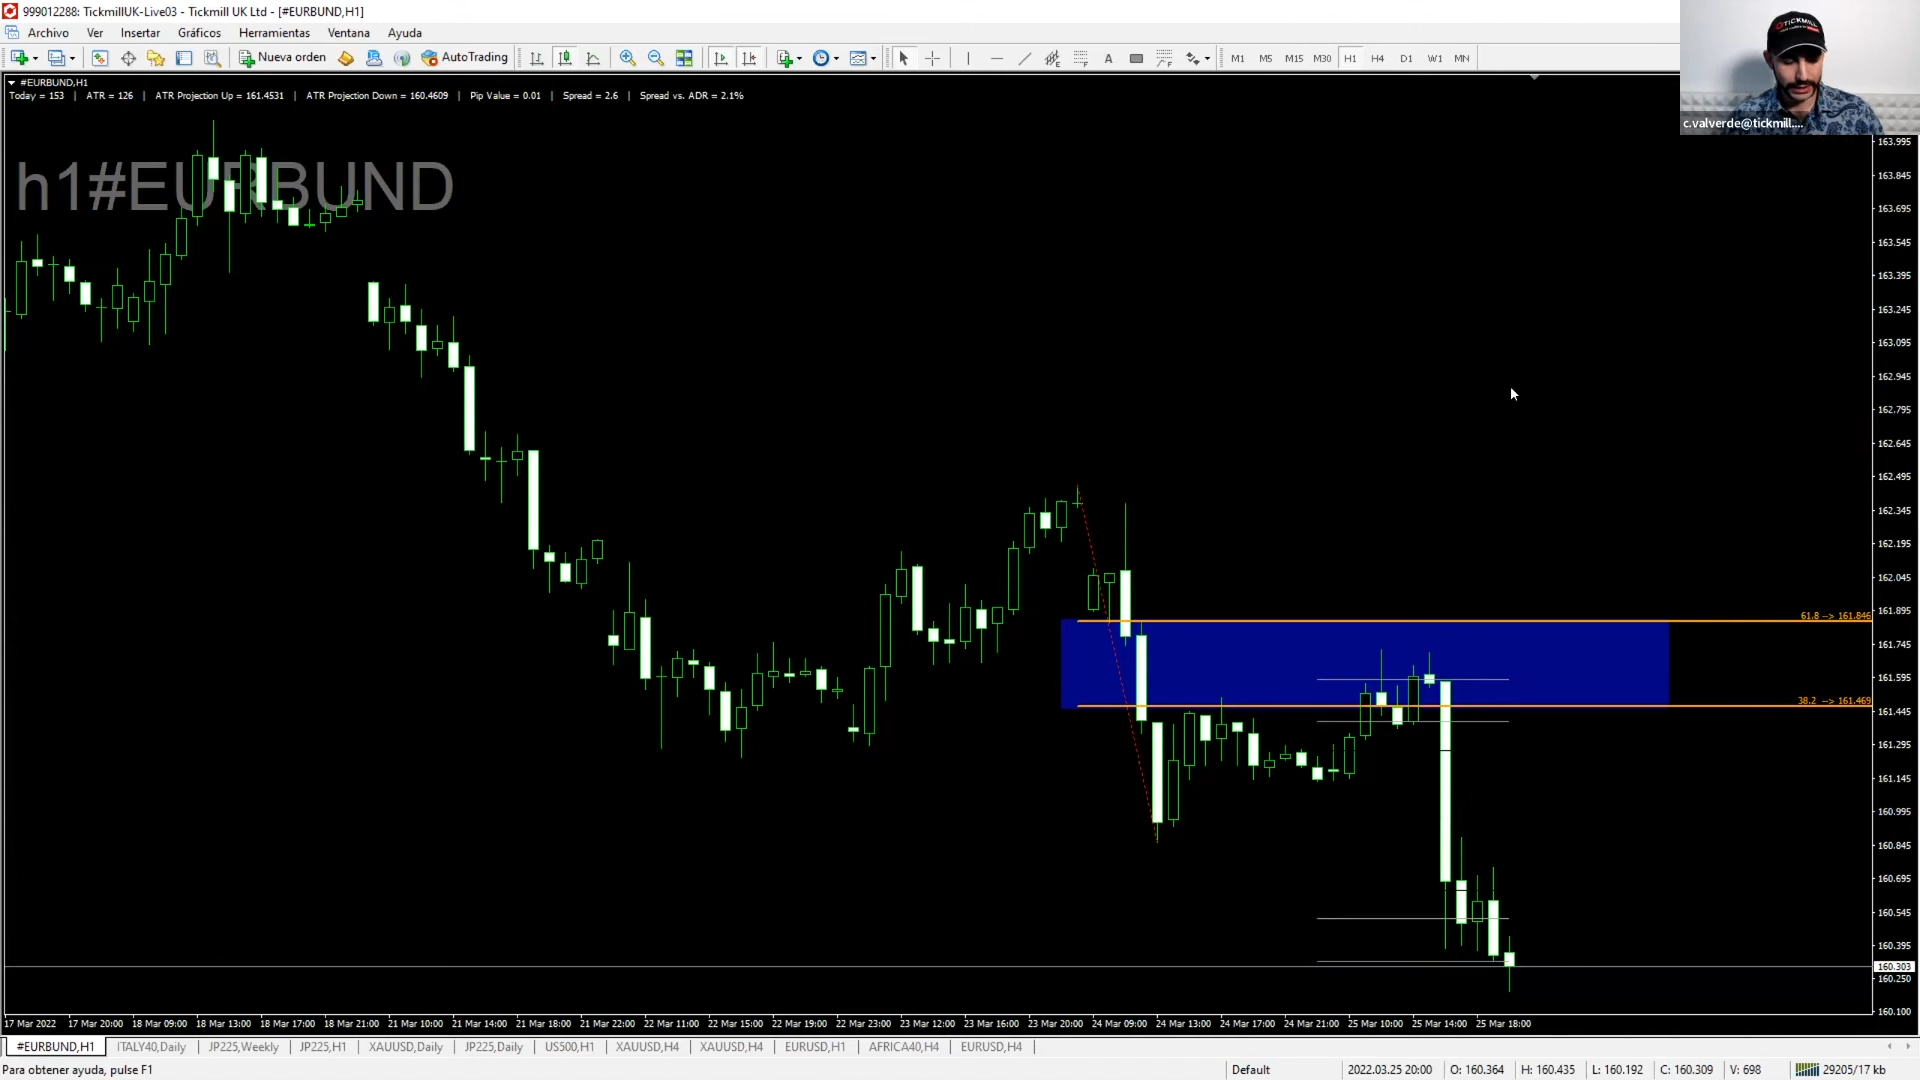 999012288: TickmillUK-Live03 - Tickmill UK Ltd - [#EURBUND,H1]
Archivo Ver Insertar Gráficos Herramientas Ventana Ayuda
Nueva orden AutoTrading A M1 M5 M15 M30 H1 H4 D1 W1 MN
TICKMILL
c.valverde@tickmill....
#EURBUND,H1
Today = 153 | ATR = 126 | ATR Projection Up = 161.4531 | ATR Projection Down = 160.4609 | Pip Value = 0.01 | Spread = 2.6 | Spread vs. ADR = 2.1%
h1#EURBUND
163.995
163.845
163.695
163.545
163.395
163.245
163.095
162.945
162.795
162.645
162.495
162.345
162.195
162.045
161.895
61.8 --> 161.846
161.745
161.595
38.2 --> 161.469
161.445
161.295
161.145
160.995
160.845
160.695
160.545
160.395
160.303
160.250
160.100
17 Mar 2022 17 Mar 20:00 18 Mar 09:00 18 Mar 13:00 18 Mar 17:00 18 Mar 21:00 21 Mar 10:00 21 Mar 14:00 21 Mar 18:00 21 Mar 22:00 22 Mar 11:00 22 Mar 15:00 22 Mar 19:00 22 Mar 23:00 23 Mar 12:00 23 Mar 16:00 23 Mar 20:00 24 Mar 09:00 24 Mar 13:00 24 Mar 17:00 24 Mar 21:00 25 Mar 10:00 25 Mar 14:00 25 Mar 18:00
#EURBUND,H1 | ITALY40,Daily | JP225,Weekly | JP225,H1 | XAUUSD,Daily | JP225,Daily | US500,H1 | XAUUSD,H4 | XAUUSD,H4 | EURUSD,H1 | AFRICA40,H4 | EURUSD,H4 |
Para obtener ayuda, pulse F1 Default 2022.03.25 20:00 O: 160.364 H: 160.435 L: 160.192 C: 160.309 V: 698 29205/17 kb